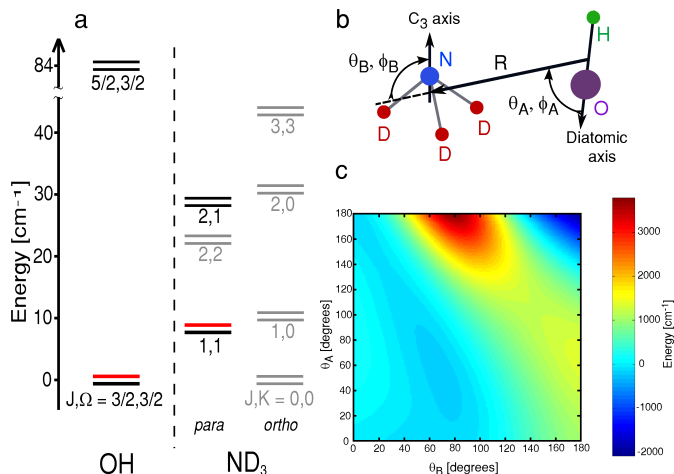 a
Energy [cm⁻¹]
84
40
30
20
10
0
5/2,3/2
J,Ω = 3/2,3/2
OH
3,3
2,0
2,1
2,2
1,0
1,1
J,K = 0,0
para
ortho
ND₃
b
C₃ axis
θB, ϕB
N
R
H
θA, ϕA
O
D
D
D
Diatomic
axis
c
θA [degrees]
180
160
140
120
100
80
60
40
20
0
0
20
40
60
80
100
120
140
160
180
θB [degrees]
3000
2000
1000
0
-1000
-2000
Energy [cm⁻¹]